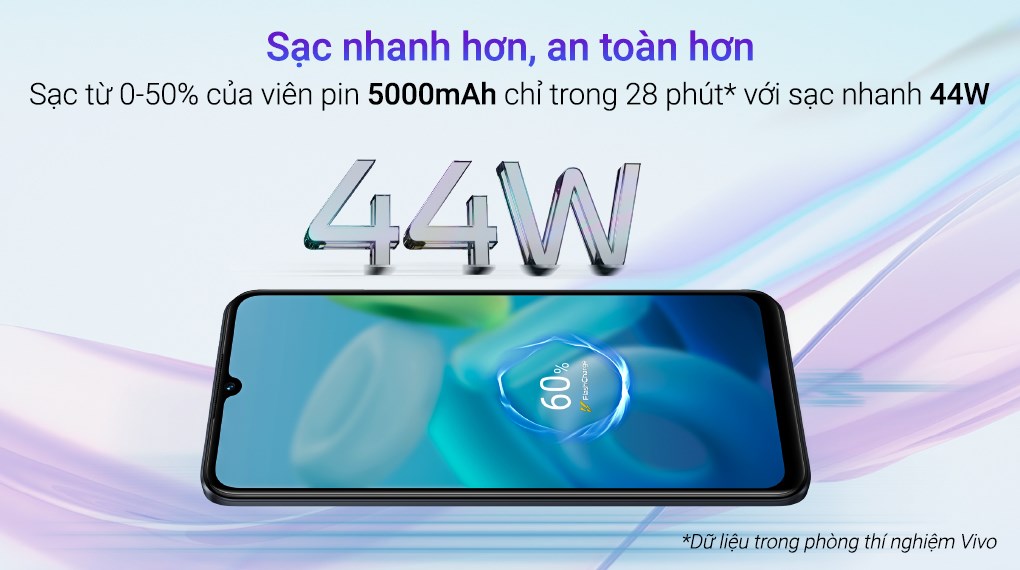 Sạc nhanh hơn, an toàn hơn
Sạc từ 0-50% của viên pin 5000mAh chỉ trong 28 phút* với sạc nhanh 44W
44W
60%
FlashCharge
*Dữ liệu trong phòng thí nghiệm Vivo